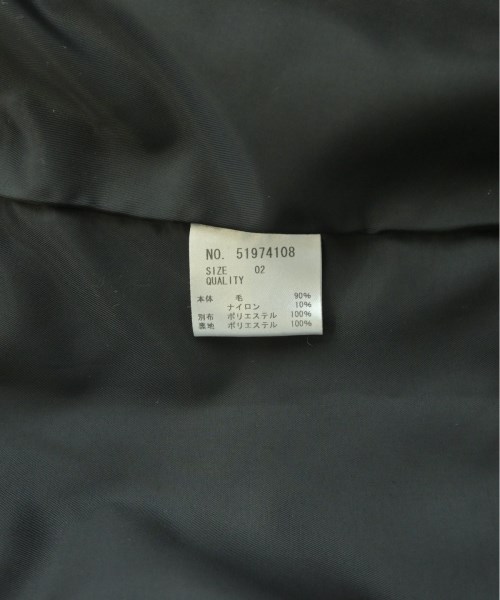 NO. 51974108
SIZE 02
QUALITY
本体 毛 90%
ナイロン 10%
別布 ポリエステル 100%
裏地 ポリエステル 100%